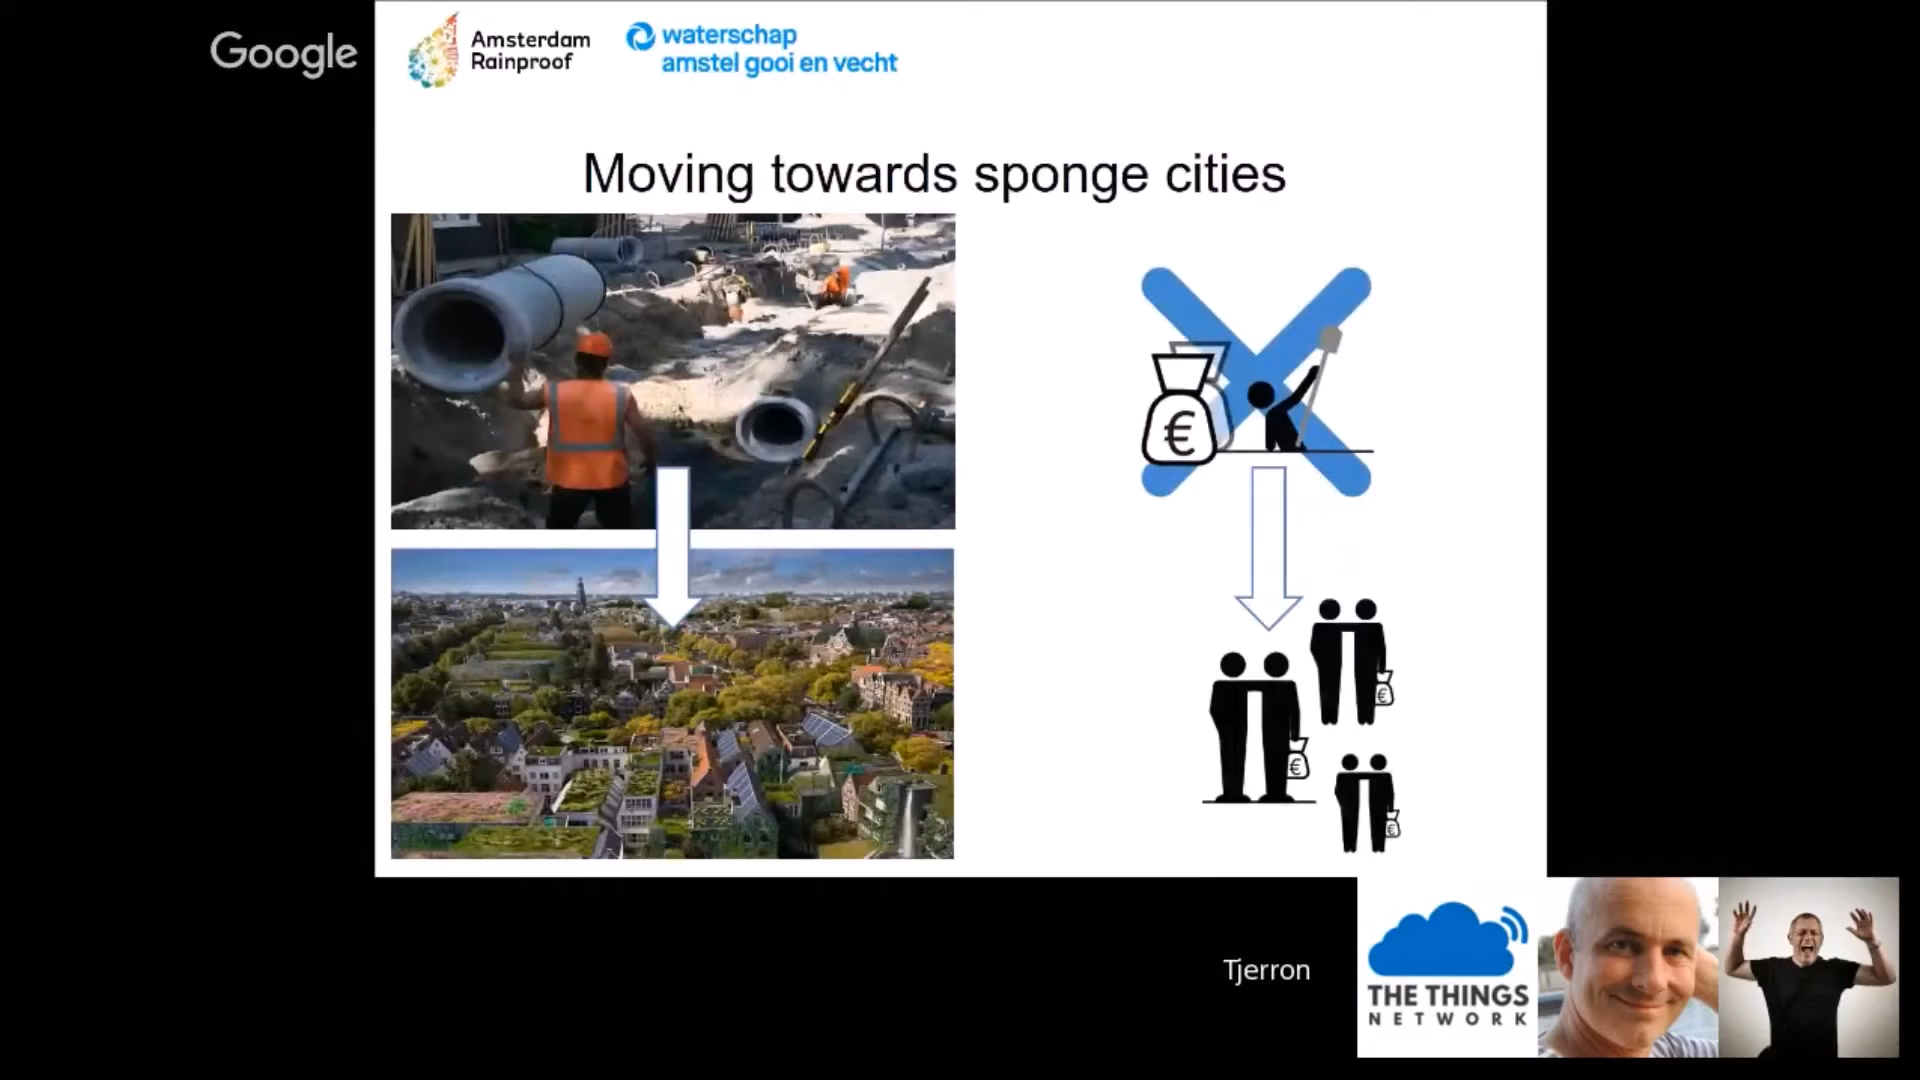 Google
Amsterdam
Rainproof
waterschap
amstel gooi en vecht
Moving towards sponge cities
€
€
€
€
Tjerron
THE THINGS
NETWORK